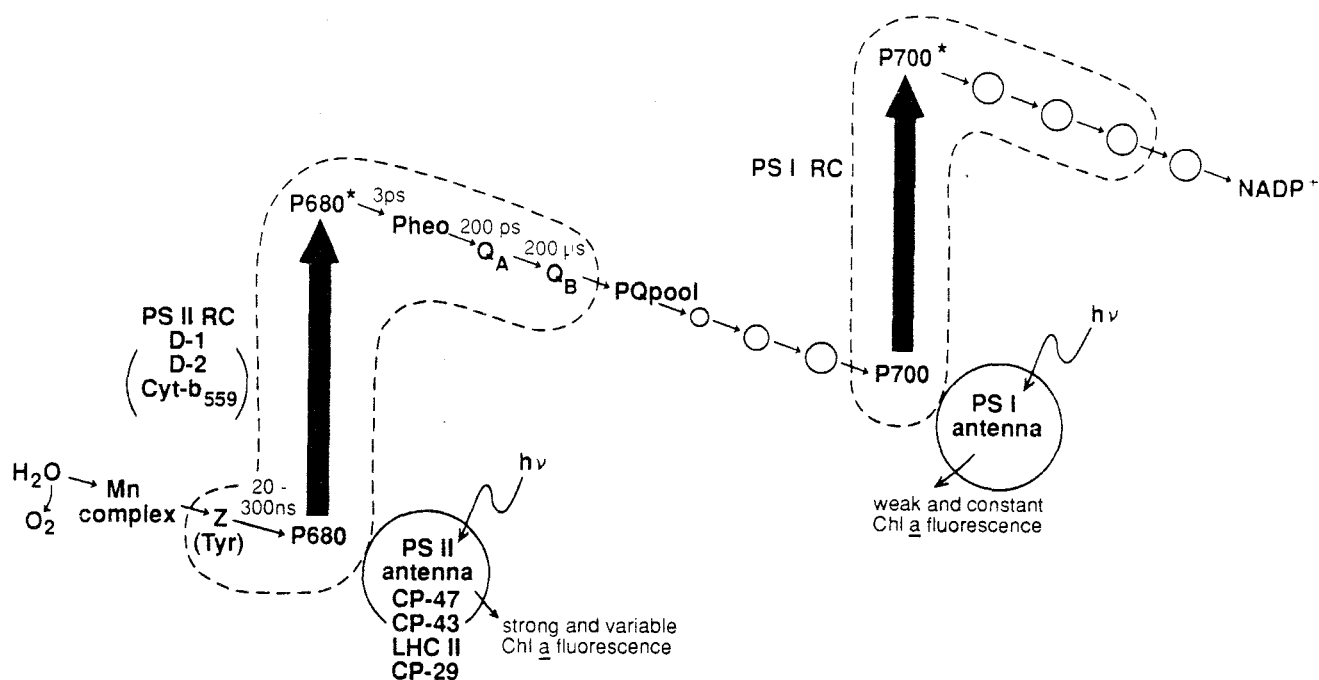 P700*
PS I RC
NADP+
P680*
3ps
Pheo
200 ps
QA
200 µs
QB
PQpool
P700
hν
PS I
antenna
weak and constant
Chl a fluorescence
PS II RC
D-1
D-2
Cyt-b559
H2O
O2
Mn
complex
Z
(Tyr)
20 -
300ns
P680
hν
PS II
antenna
CP-47
CP-43
LHC II
CP-29
strong and variable
Chl a fluorescence